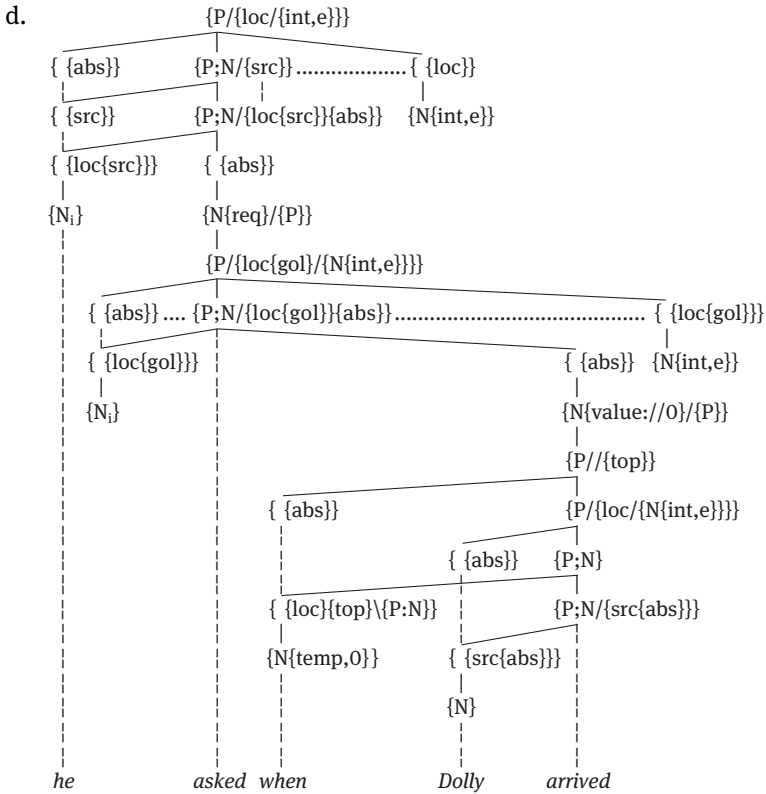 d. {P/{loc/{int,e}}}
{ {abs}} {P;N/{src}} .................... { {loc}}
{ {src}} {P;N/{loc{src}}{abs}} {N{int,e}}
{ {loc{src}}} { {abs}}
{Nᵢ} {N{req}/{P}}
{P/{loc{gol}/{N{int,e}}}}
{ {abs}} .... {P;N/{loc{gol}}{abs}} .......................................... { {loc{gol}}}
{ {loc{gol}}} { {abs}} {N{int,e}}
{Nᵢ} {N{value://0}/{P}}
{P//{top}}
{ {abs}} {P/{loc/{N{int,e}}}}
{ {abs}} {P;N}
{ {loc}{top}\{P:N}} {P;N/{src{abs}}}
{N{temp,0}} { {src{abs}}}
{N}
he asked when Dolly arrived